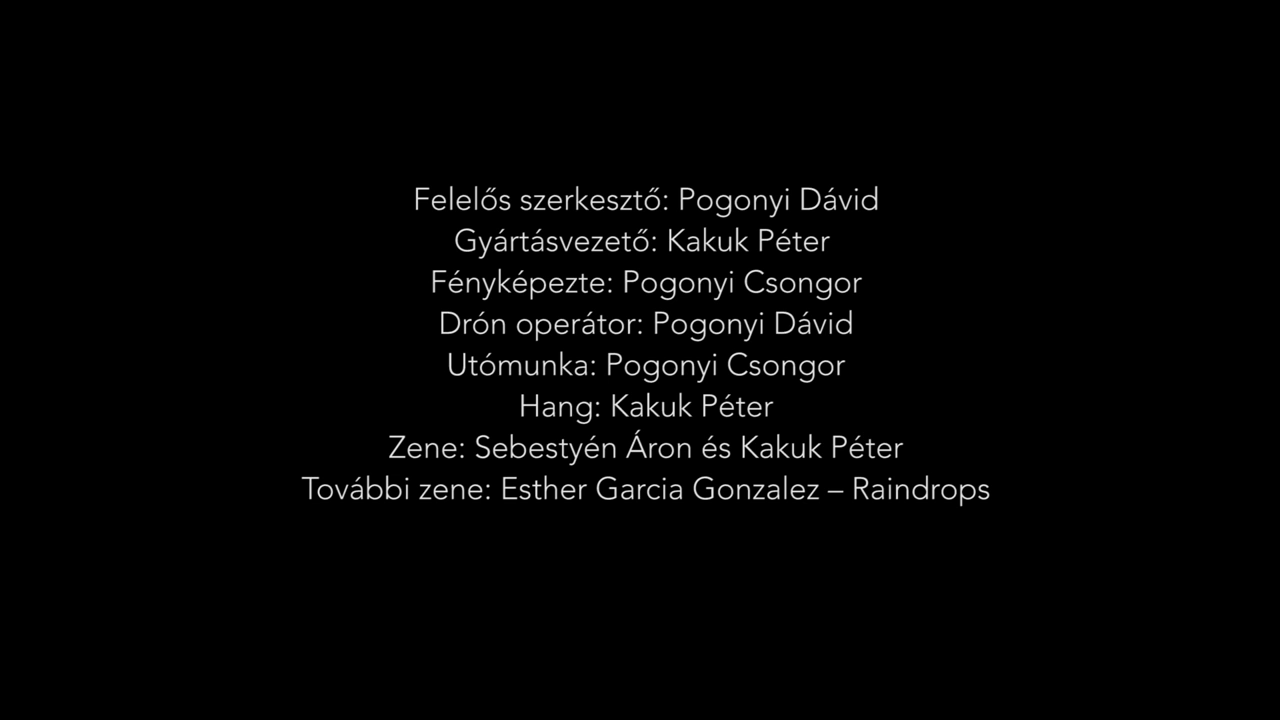 Felelős szerkesztő: Pogonyi Dávid
Gyártásvezető: Kakuk Péter
Fényképezte: Pogonyi Csongor
Drón operátor: Pogonyi Dávid
Utómunka: Pogonyi Csongor
Hang: Kakuk Péter
Zene: Sebestyén Áron és Kakuk Péter
További zene: Esther Garcia Gonzalez – Raindrops